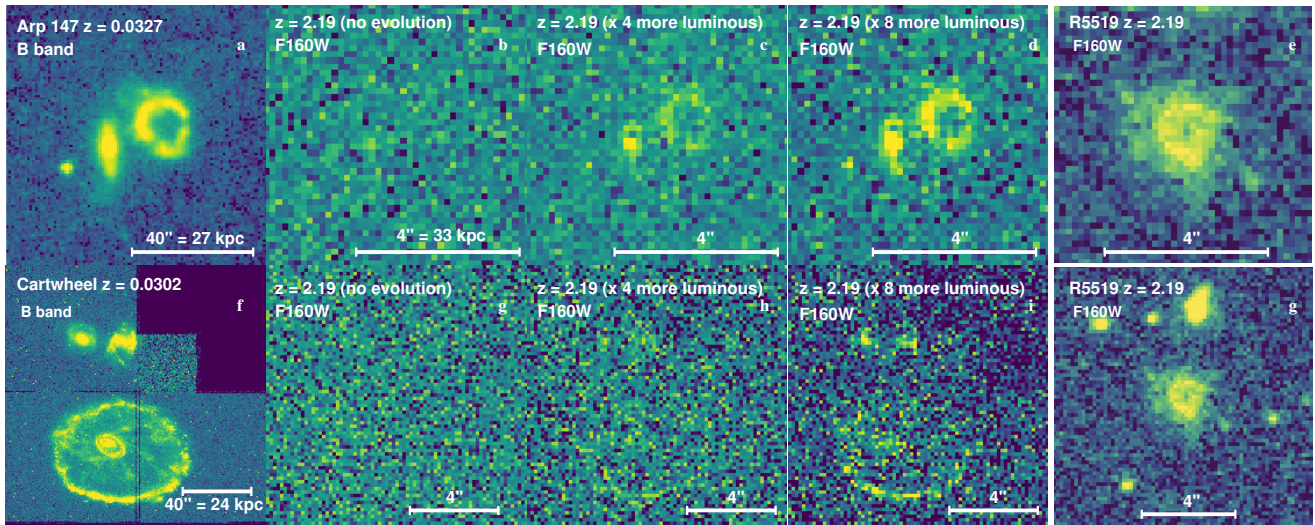 Arp 147 z = 0.0327
B band
a
40" = 27 kpc
z = 2.19 (no evolution)
F160W
b
4" = 33 kpc
z = 2.19 (x 4 more luminous)
F160W
c
4"
z = 2.19 (x 8 more luminous)
F160W
d
4"
R5519 z = 2.19
F160W
e
4"
Cartwheel z = 0.0302
B band
f
40" = 24 kpc
z = 2.19 (no evolution)
F160W
g
4"
z = 2.19 (x 4 more luminous)
F160W
h
4"
z = 2.19 (x 8 more luminous)
F160W
i
4"
R5519 z = 2.19
F160W
g
4"